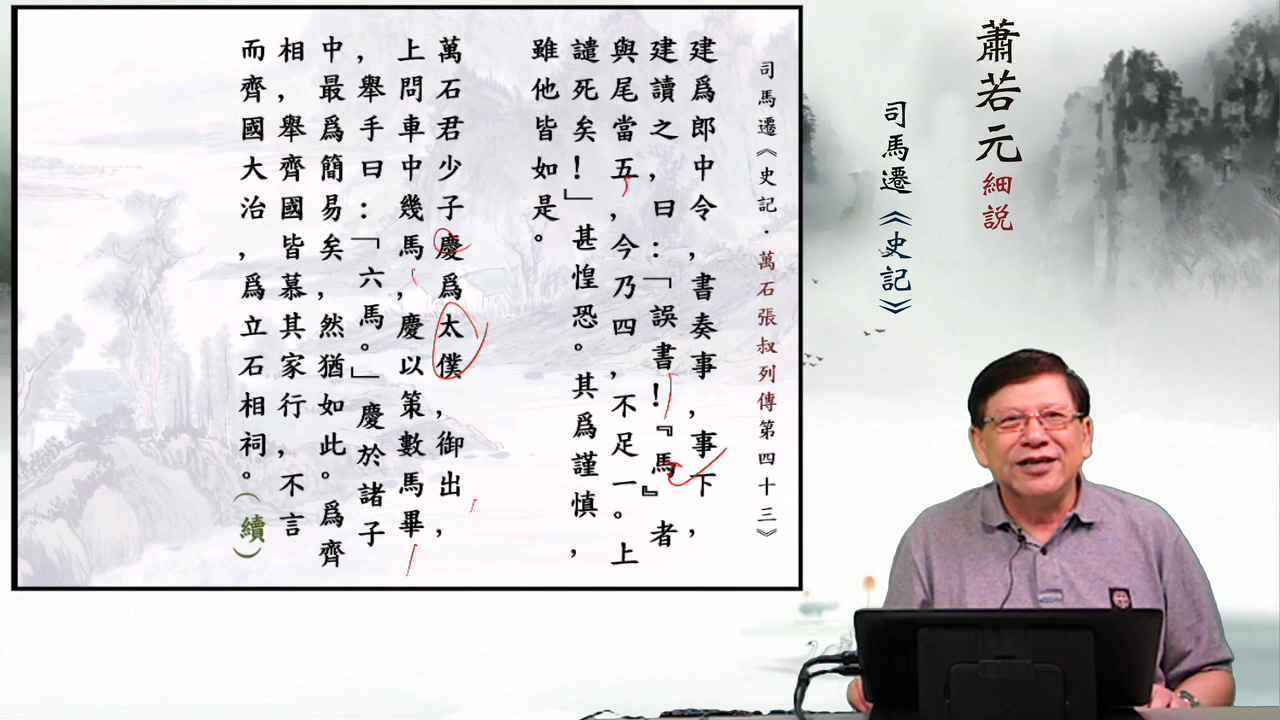 蕭若元細說
司馬遷《史記》
司馬遷《史記．萬石張叔列傳第四十三》
建爲郎中令，書奏事，事下，
建讀之，曰：「誤書！『馬』者
與尾當五，今乃四，不足一。上
譴死矣！」甚惶恐。其爲謹慎，
雖他皆如是。
萬石君少子慶爲太僕，御出，
上問車中幾馬，慶以策數馬畢
，舉手曰：「六馬。」慶於諸子
中最爲簡易矣，然猶如此。爲齊
相，舉齊國皆慕其家行，不言
而齊國大治，爲立石相祠。（續）